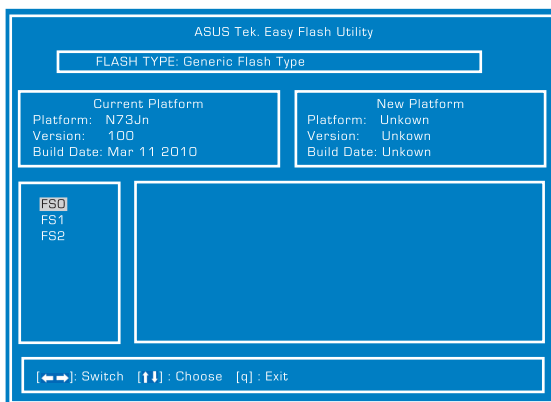 ASUS Tek. Easy Flash Utility
FLASH TYPE: Generic Flash Type
Current Platform
Platform: N73Jn
Version: 100
Build Date: Mar 11 2010
New Platform
Platform: Unkown
Version: Unkown
Build Date: Unkown
FS0
FS1
FS2
[←→]: Switch [↑↓] : Choose [q] : Exit